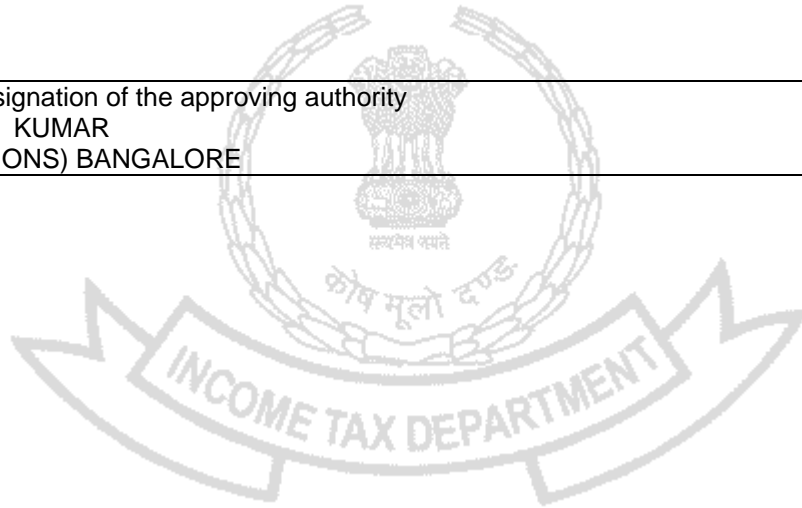 signation of the approving authority
KUMAR
ONS) BANGALORE
सत्यमेव जयते
कोष मूलो दण्ड:
INCOME TAX DEPARTMENT